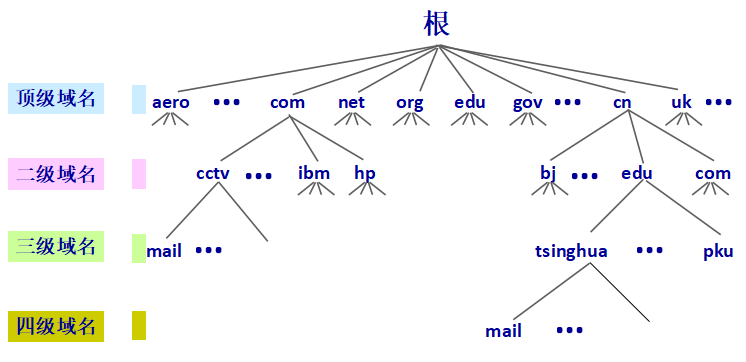 根
顶级域名 aero ••• com net org edu gov ••• cn uk •••
二级域名 cctv ••• ibm hp bj ••• edu com
三级域名 mail ••• tsinghua ••• pku
四级域名 mail •••